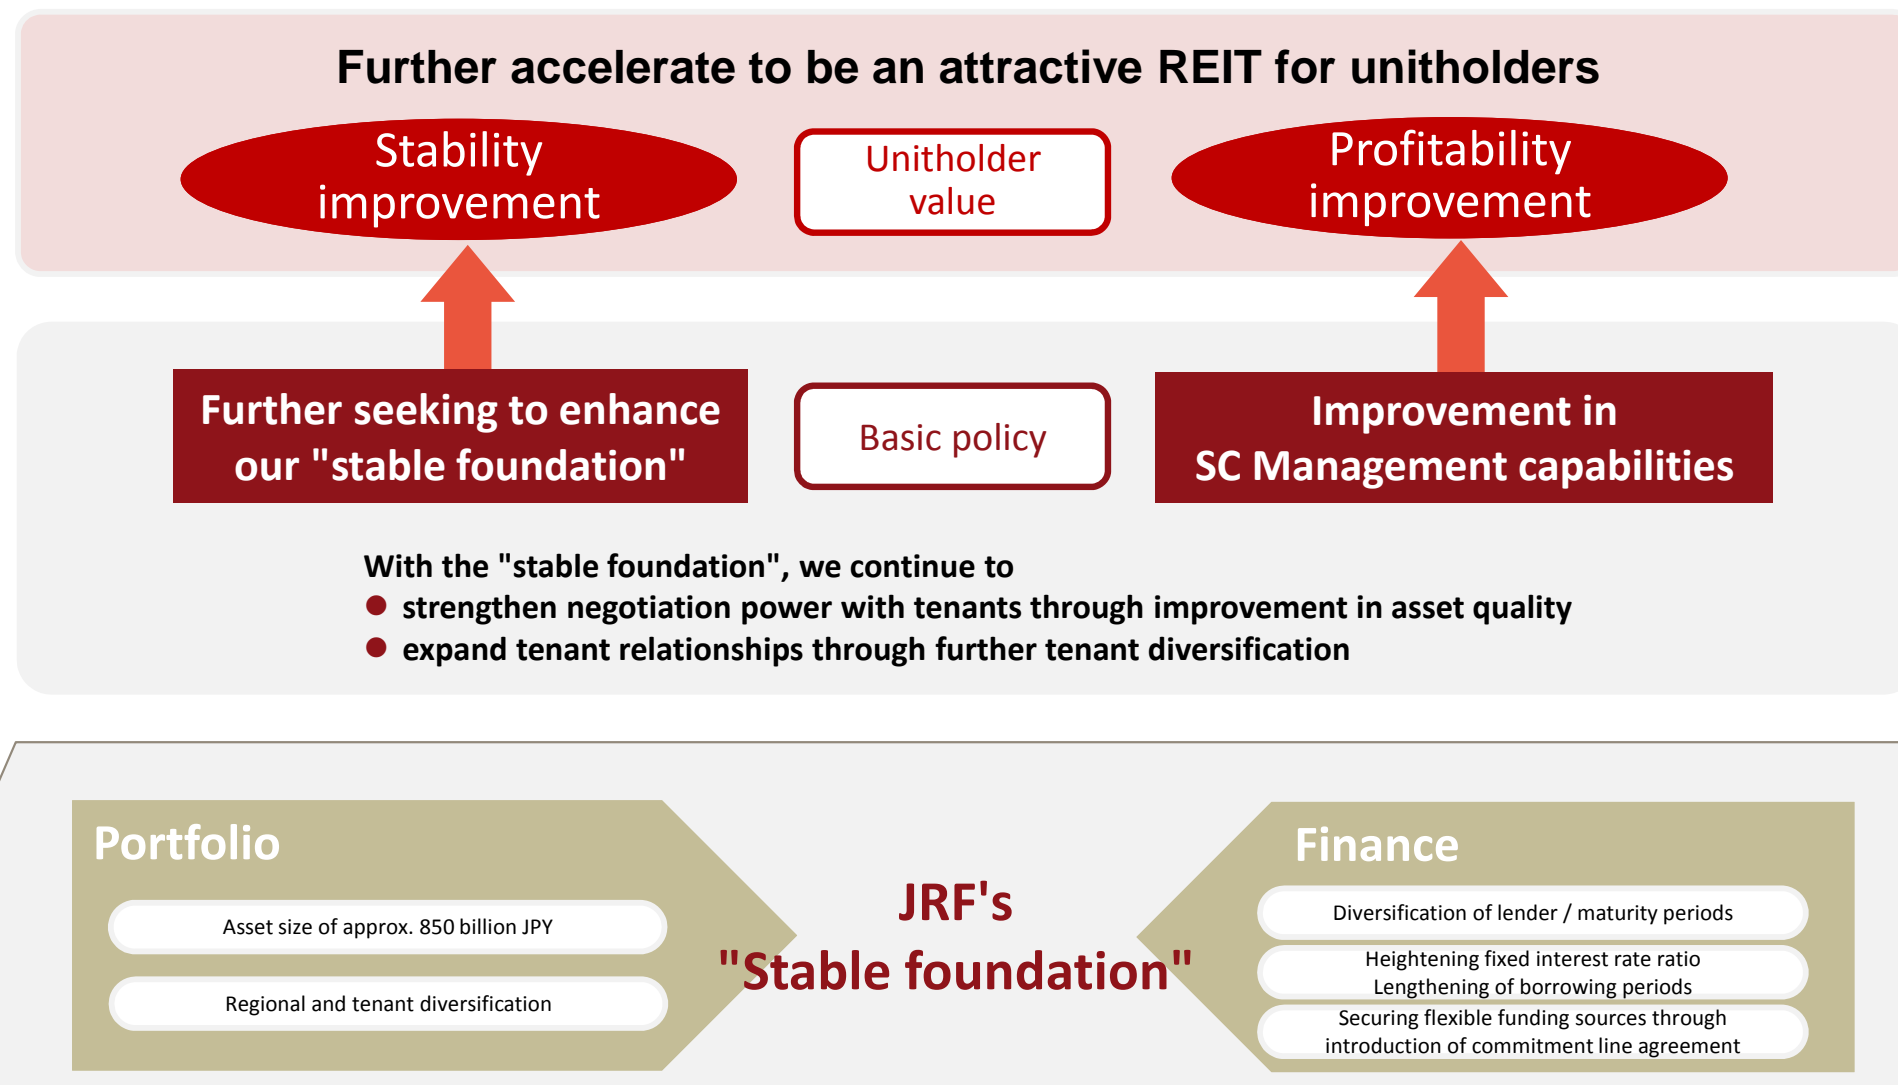 Further accelerate to be an attractive REIT for unitholders
Stability
improvement
Unitholder
value
Profitability
improvement
Further seeking to enhance
our "stable foundation"
Basic policy
Improvement in
SC Management capabilities
With the "stable foundation", we continue to
● strengthen negotiation power with tenants through improvement in asset quality
● expand tenant relationships through further tenant diversification
Portfolio
Asset size of approx. 850 billion JPY
Regional and tenant diversification
JRF's
"Stable foundation"
Finance
Diversification of lender / maturity periods
Heightening fixed interest rate ratio
Lengthening of borrowing periods
Securing flexible funding sources through
introduction of commitment line agreement